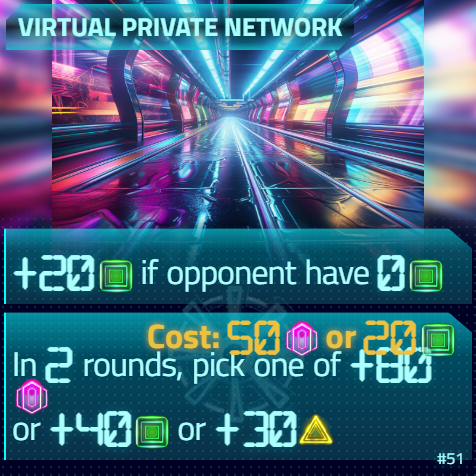 VIRTUAL PRIVATE NETWORK
+20 if opponent have 0
Cost: 50 or 20
In 2 rounds, pick one of +80
or +40 or +30
#51